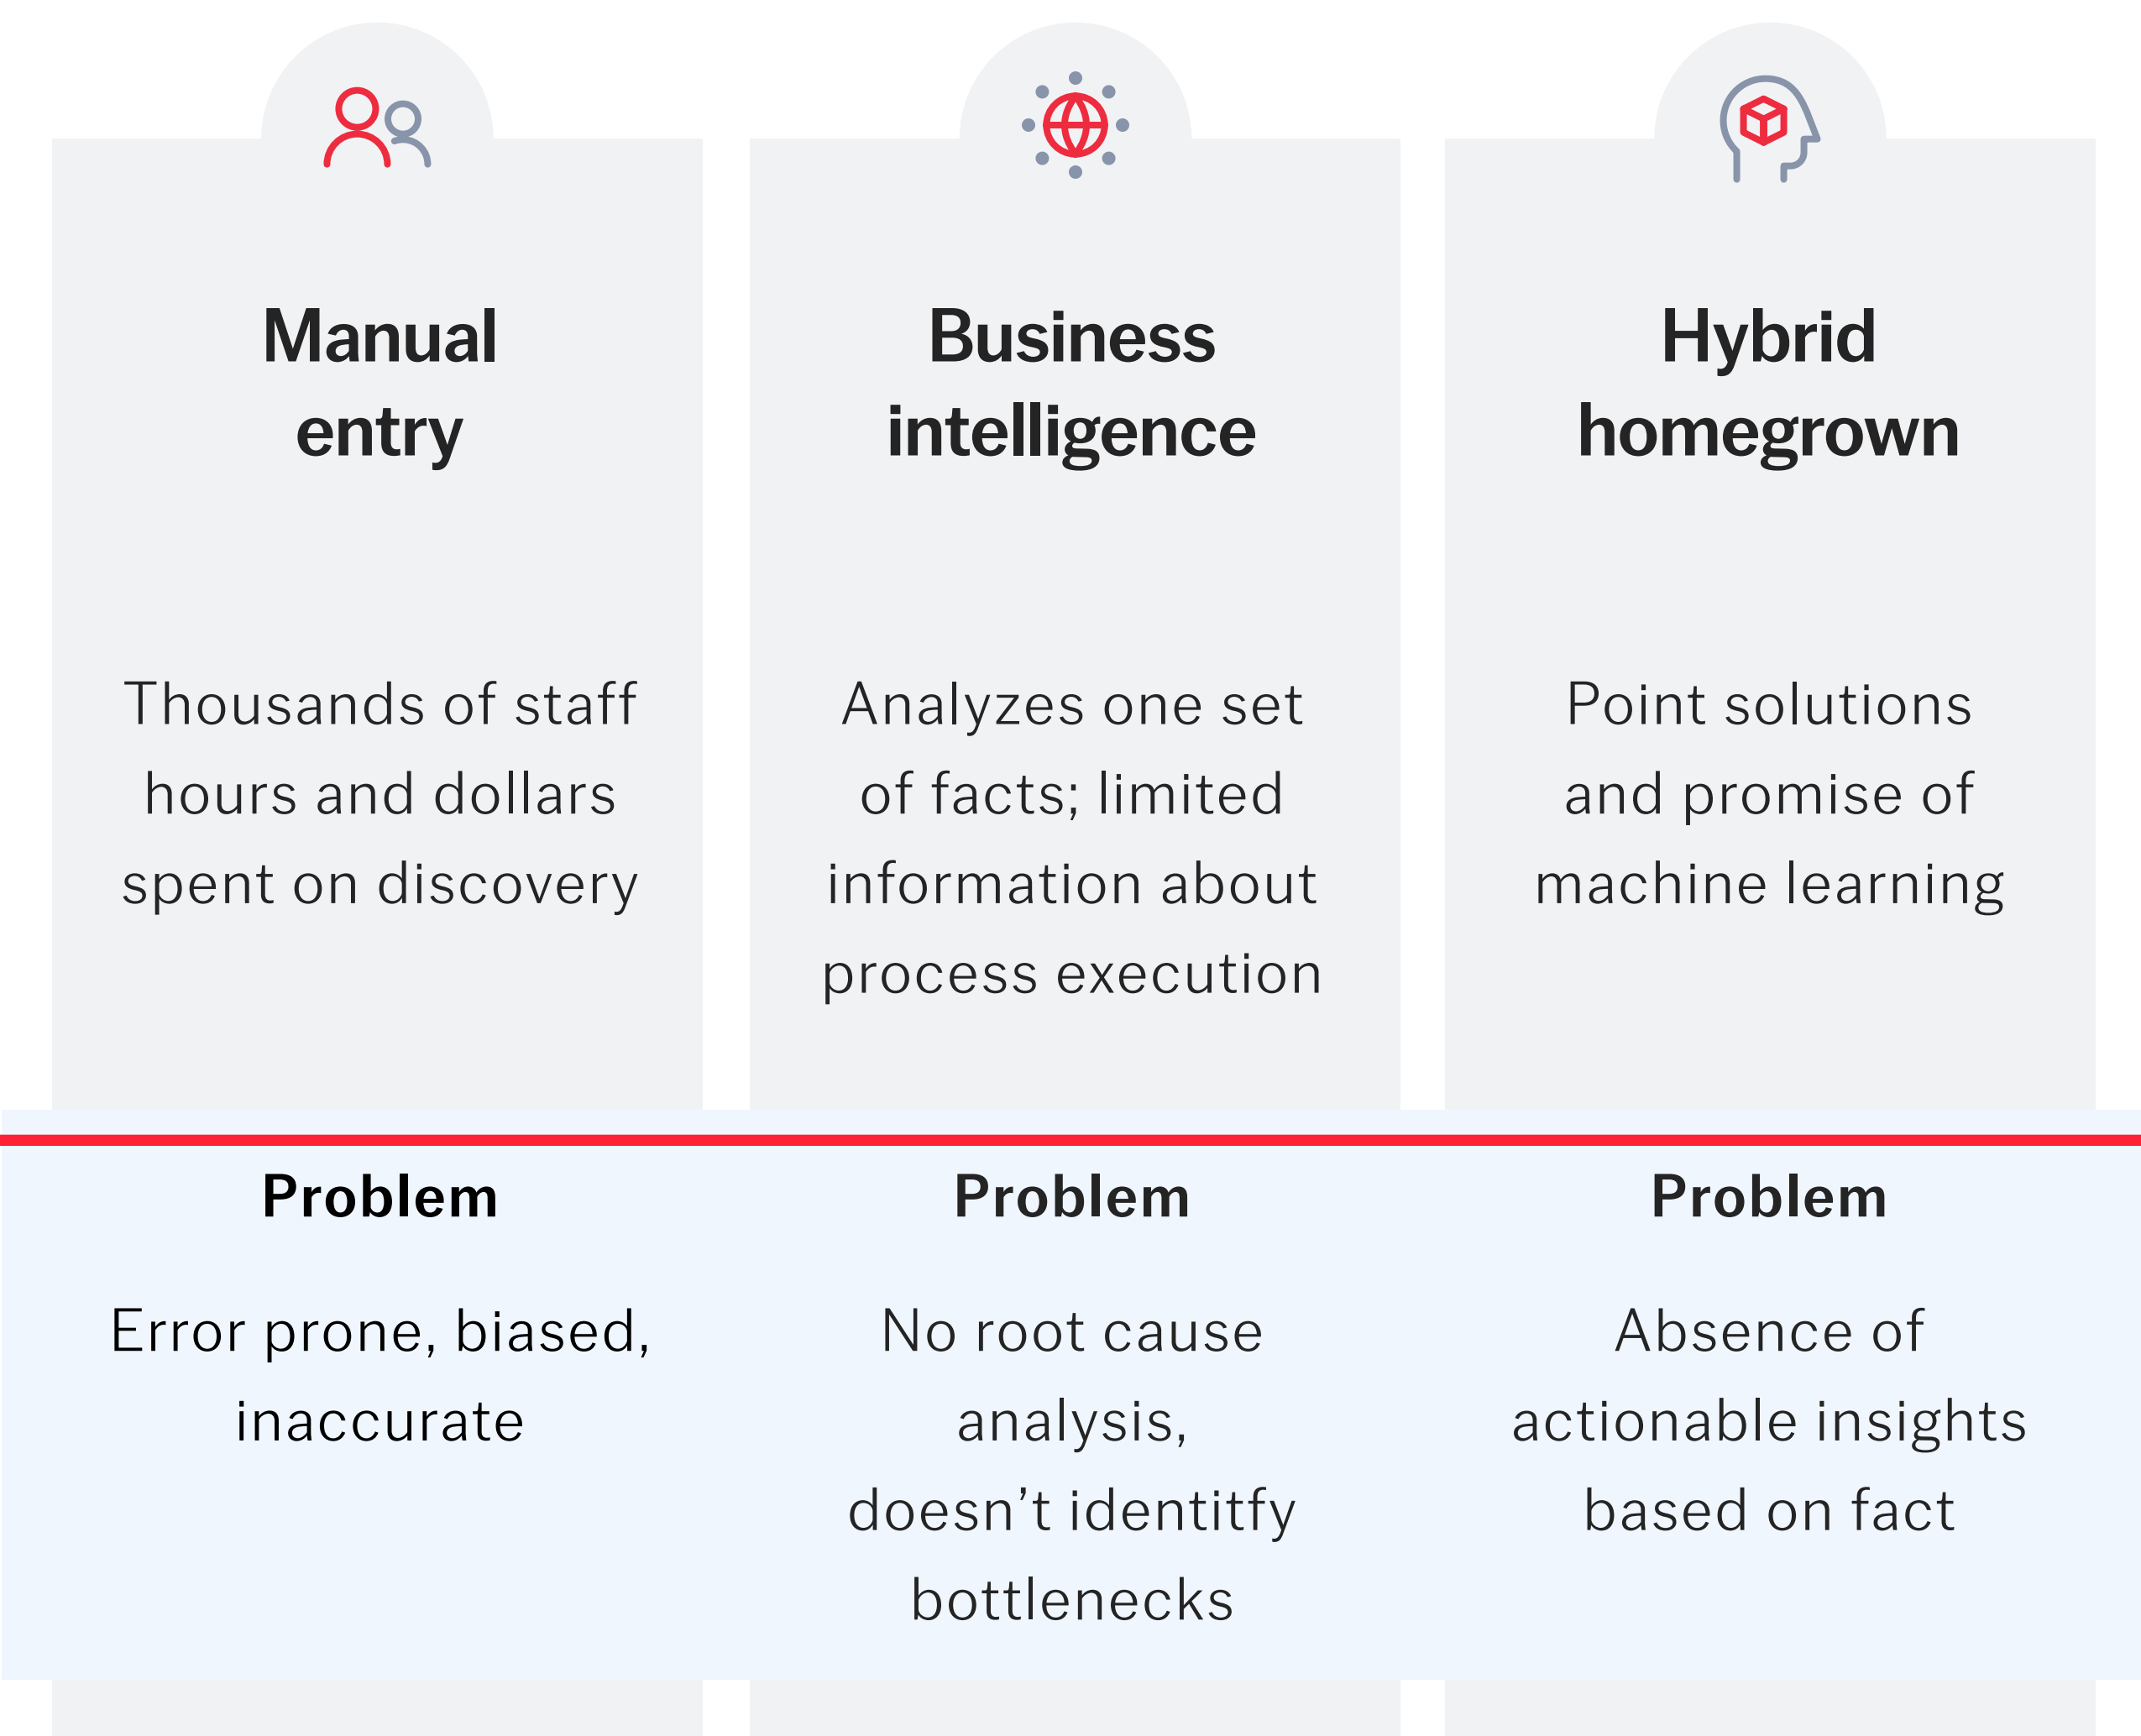 Manual
entry
Thousands of staff
hours and dollars
spent on discovery
Problem
Error prone, biased,
inaccurate
Business
intelligence
Analyzes one set
of facts; limited
information about
process execution
Problem
No root cause
analysis,
doesn’t identify
bottlenecks
Hybrid
homegrown
Point solutions
and promise of
machine learning
Problem
Absence of
actionable insights
based on fact